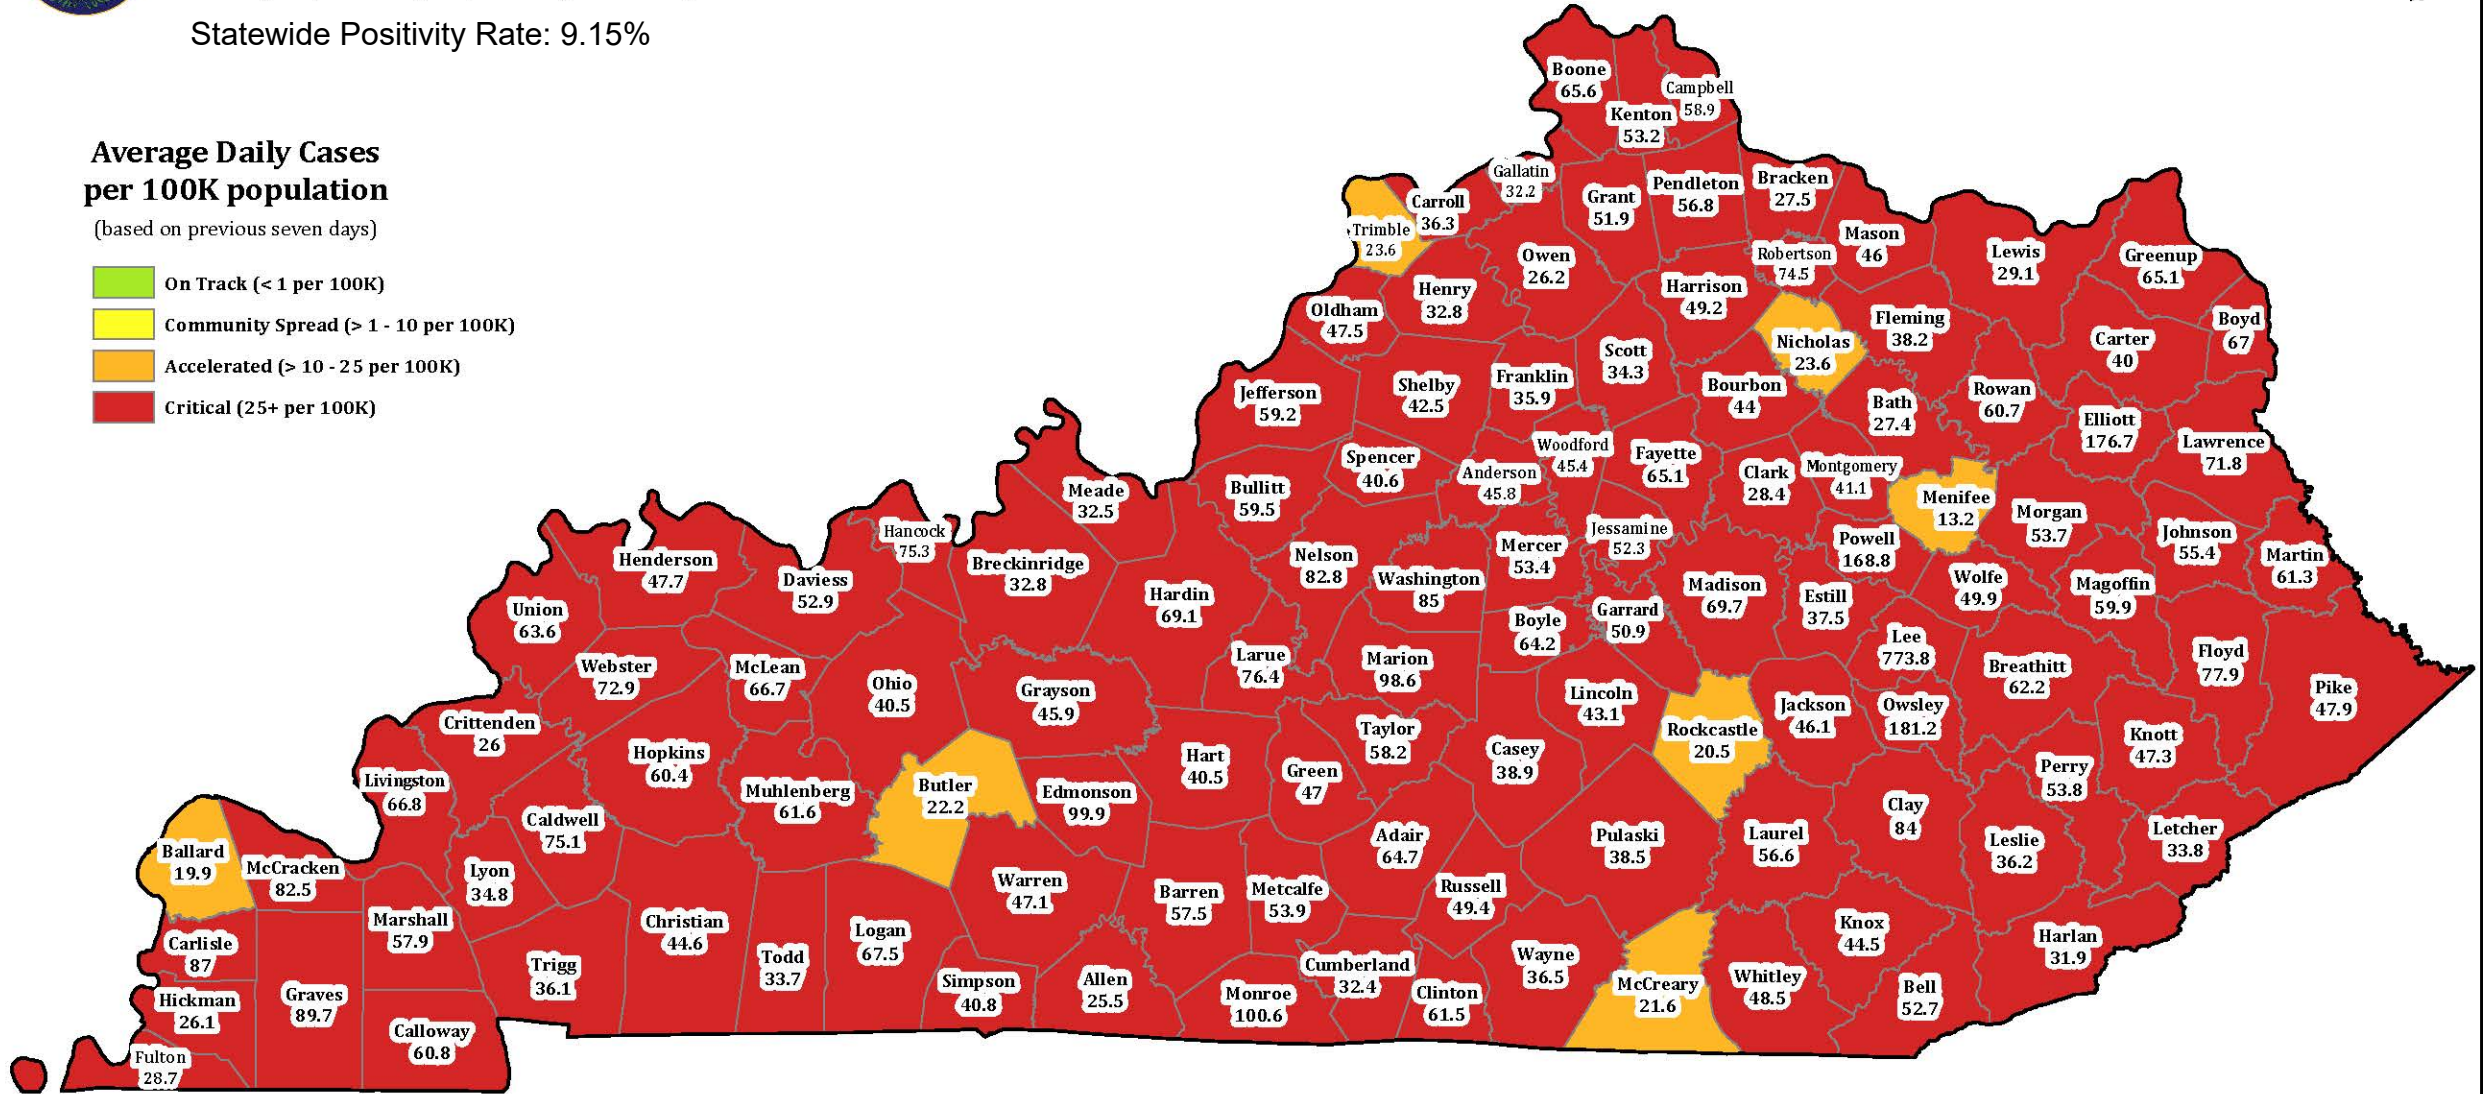 Statewide Positivity Rate: 9.15%
Average Daily Cases
per 100K population
(based on previous seven days)
On Track (< 1 per 100K)
Community Spread (> 1 - 10 per 100K)
Accelerated (> 10 - 25 per 100K)
Critical (25+ per 100K)
Boone
65.6
Campbell
58.9
Kenton
53.2
Gallatin
32.2
Carroll
36.3
Trimble
23.6
Grant
51.9
Pendleton
56.8
Bracken
27.5
Mason
46
Robertson
74.5
Lewis
29.1
Greenup
65.1
Owen
26.2
Henry
32.8
Oldham
47.5
Harrison
49.2
Nicholas
23.6
Fleming
38.2
Carter
40
Boyd
67
Jefferson
59.2
Shelby
42.5
Franklin
35.9
Scott
34.3
Bourbon
44
Bath
27.4
Rowan
60.7
Elliott
176.7
Lawrence
71.8
Spencer
40.6
Anderson
45.8
Woodford
45.4
Fayette
65.1
Clark
28.4
Montgomery
41.1
Menifee
13.2
Morgan
53.7
Johnson
55.4
Martin
61.3
Meade
32.5
Bullitt
59.5
Hancock
75.3
Breckinridge
32.8
Henderson
47.7
Daviess
52.9
Union
63.6
Hardin
69.1
Nelson
82.8
Washington
85
Mercer
53.4
Jessamine
52.3
Madison
69.7
Powell
168.8
Estill
37.5
Wolfe
49.9
Magoffin
59.9
Garrard
50.9
Boyle
64.2
Lee
773.8
Breathitt
62.2
Floyd
77.9
Pike
47.9
Webster
72.9
McLean
66.7
Ohio
40.5
Grayson
45.9
Larue
76.4
Marion
98.6
Lincoln
43.1
Rockcastle
20.5
Jackson
46.1
Owsley
181.2
Knott
47.3
Perry
53.8
Crittenden
26
Livingston
66.8
Hopkins
60.4
Muhlenberg
61.6
Butler
22.2
Edmonson
99.9
Hart
40.5
Green
47
Taylor
58.2
Casey
38.9
Caldwell
75.1
Adair
64.7
Pulaski
38.5
Laurel
56.6
Clay
84
Leslie
36.2
Letcher
33.8
Ballard
19.9
McCracken
82.5
Lyon
34.8
Marshall
57.9
Warren
47.1
Barren
57.5
Metcalfe
53.9
Russell
49.4
Carlisle
87
Hickman
26.1
Graves
89.7
Calloway
60.8
Fulton
28.7
Trigg
36.1
Christian
44.6
Todd
33.7
Logan
67.5
Simpson
40.8
Allen
25.5
Monroe
100.6
Cumberland
32.4
Clinton
61.5
Wayne
36.5
McCreary
21.6
Whitley
48.5
Knox
44.5
Bell
52.7
Harlan
31.9